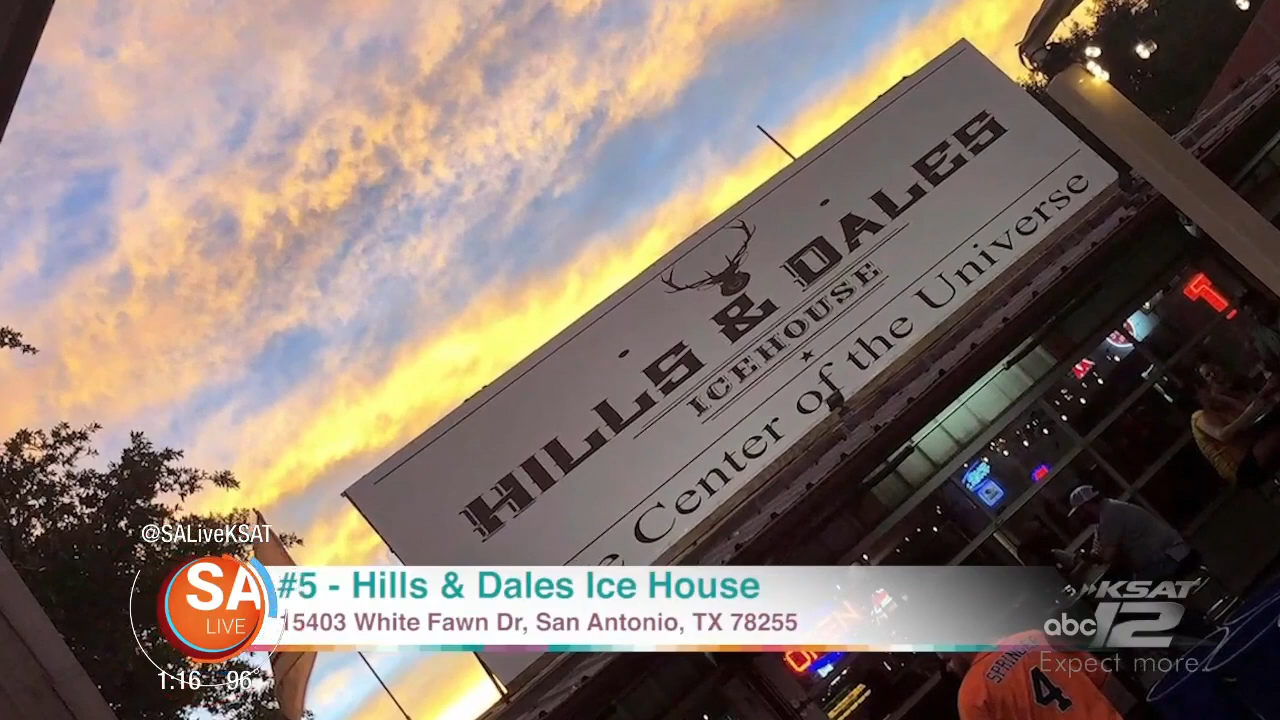 HILLS & DALES
ICEHOUSE
e Center of the Universe
@SALiveKSAT
SA
LIVE
1:16 96
#5 - Hills & Dales Ice House
15403 White Fawn Dr, San Antonio, TX 78255
KSAT
abc 12
Expect more.
4